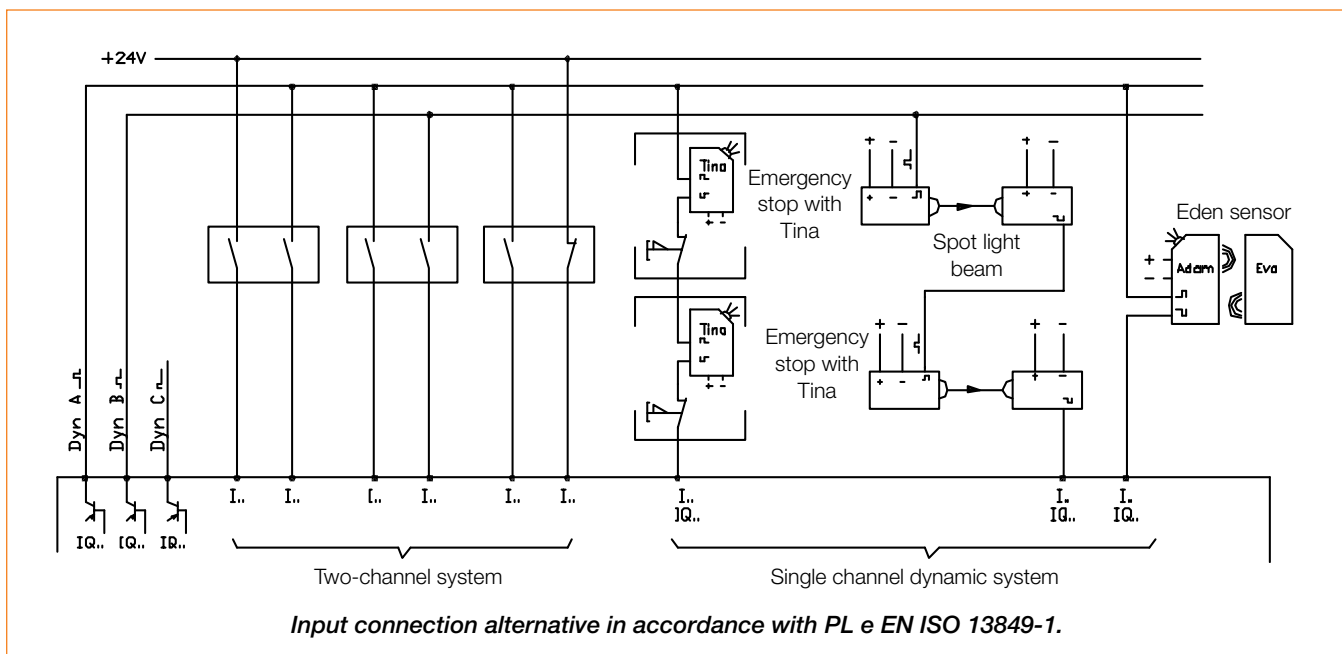 +24V
Tina
Emergency
stop with
Tina
+ -
+ -
+ -
+ -
+ -
Spot light
beam
Eden sensor
+
-
Adam
Eva
Tina
+ -
Emergency
stop with
Tina
+ -
+ -
+ -
+ -
Dyn A
Dyn B
Dyn C
I.. I.. I.. I.. I.. I.. I.. I. I.
IQ.. IQ.. IQ.. IQ.. IQ.. IQ..
Two-channel system
Single channel dynamic system
Input connection alternative in accordance with PL e EN ISO 13849-1.